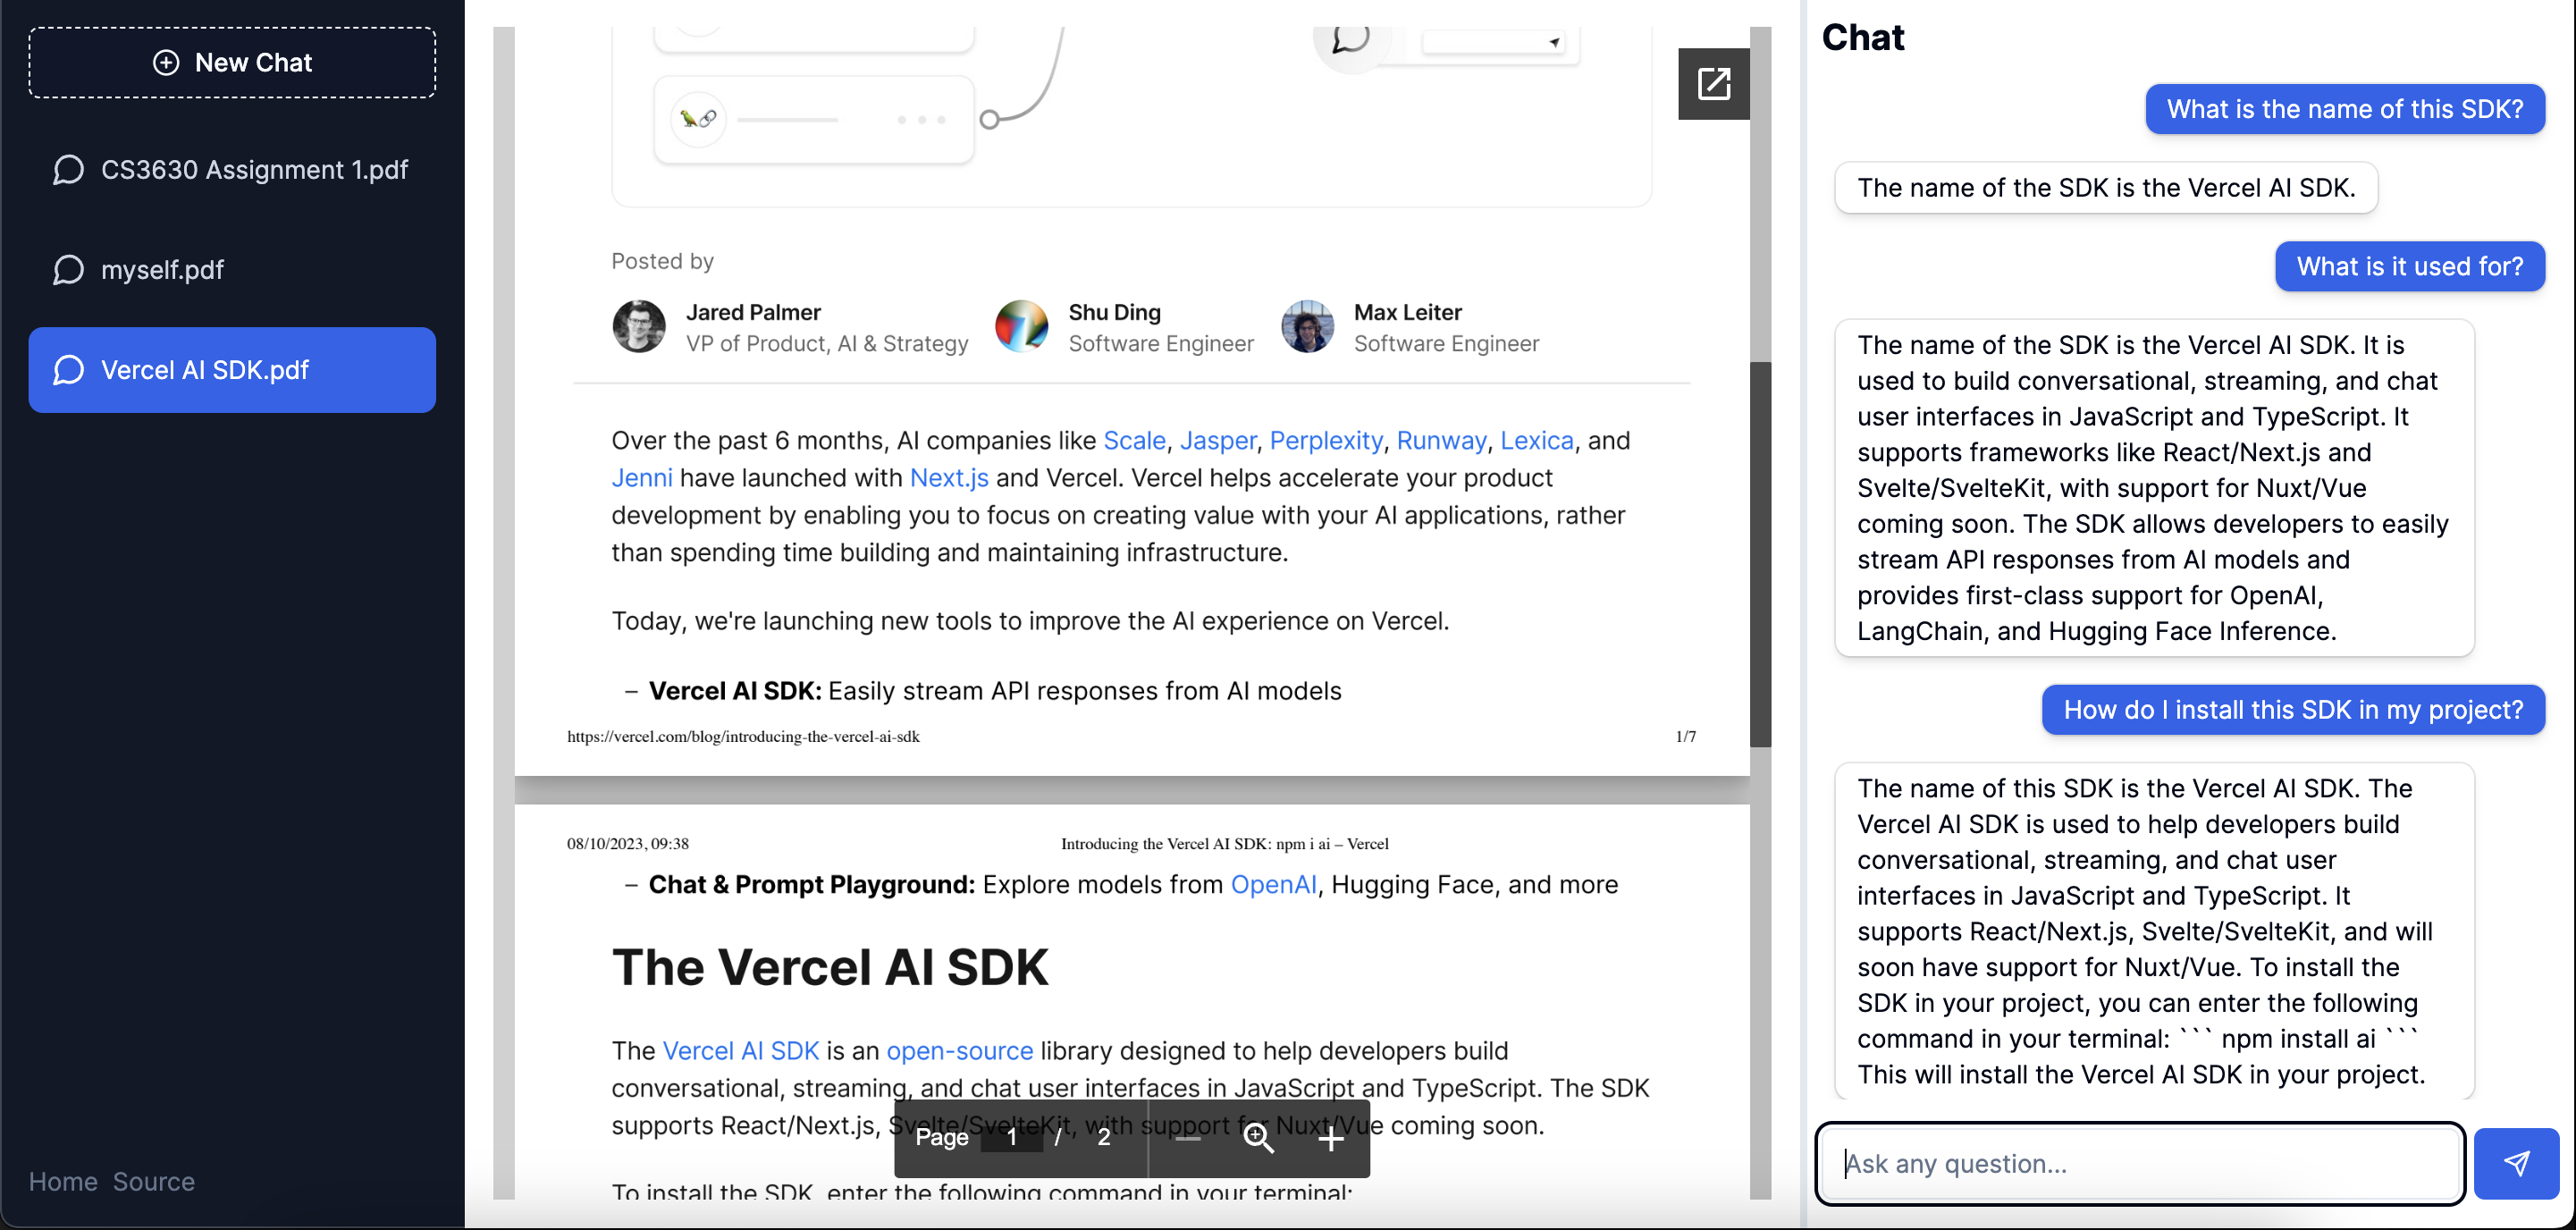 New Chat
CS3630 Assignment 1.pdf
myself.pdf
Vercel AI SDK.pdf
Home Source
Posted by
Jared Palmer
VP of Product, AI & Strategy
Shu Ding
Software Engineer
Max Leiter
Software Engineer
Over the past 6 months, AI companies like Scale, Jasper, Perplexity, Runway, Lexica, and
Jenni have launched with Next.js and Vercel. Vercel helps accelerate your product
development by enabling you to focus on creating value with your AI applications, rather
than spending time building and maintaining infrastructure.
Today, we're launching new tools to improve the AI experience on Vercel.
– Vercel AI SDK: Easily stream API responses from AI models
https://vercel.com/blog/introducing-the-vercel-ai-sdk 1/7
08/10/2023, 09:38 Introducing the Vercel AI SDK: npm i ai – Vercel
– Chat & Prompt Playground: Explore models from OpenAI, Hugging Face, and more
The Vercel AI SDK
The Vercel AI SDK is an open-source library designed to help developers build
conversational, streaming, and chat user interfaces in JavaScript and TypeScript. The SDK
supports React/Next.js, Svelte/SvelteKit, with support for Nuxt/Vue coming soon.
Page 1 / 2
To install the SDK, enter the following command in your terminal:
Chat
What is the name of this SDK?
The name of the SDK is the Vercel AI SDK.
What is it used for?
The name of the SDK is the Vercel AI SDK. It is
used to build conversational, streaming, and chat
user interfaces in JavaScript and TypeScript. It
supports frameworks like React/Next.js and
Svelte/SvelteKit, with support for Nuxt/Vue
coming soon. The SDK allows developers to easily
stream API responses from AI models and
provides first-class support for OpenAI,
LangChain, and Hugging Face Inference.
How do I install this SDK in my project?
The name of this SDK is the Vercel AI SDK. The
Vercel AI SDK is used to help developers build
conversational, streaming, and chat user
interfaces in JavaScript and TypeScript. It
supports React/Next.js, Svelte/SvelteKit, and will
soon have support for Nuxt/Vue. To install the
SDK in your project, you can enter the following
command in your terminal: ``` npm install ai ```
This will install the Vercel AI SDK in your project.
Ask any question...